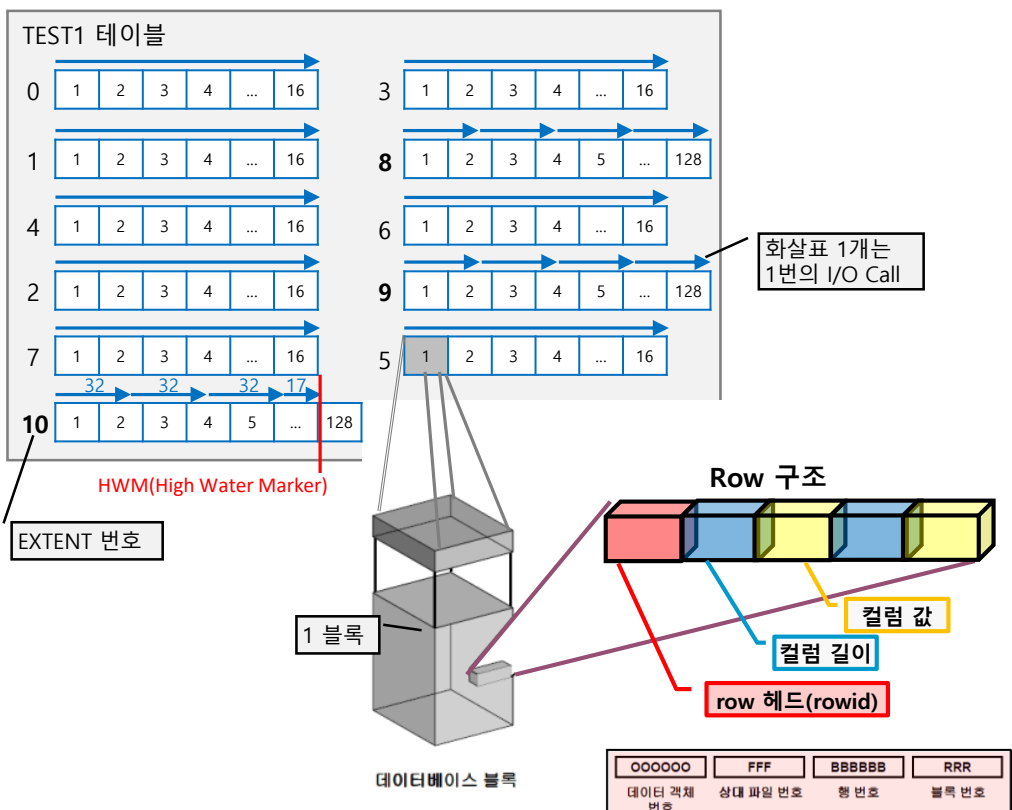 TEST1 테이블
0 1 2 3 4 ... 16
3 1 2 3 4 ... 16
1 1 2 3 4 ... 16
8 1 2 3 4 5 ... 128
4 1 2 3 4 ... 16
6 1 2 3 4 ... 16
화살표 1개는
1번의 I/O Call
2 1 2 3 4 ... 16
9 1 2 3 4 5 ... 128
7 1 2 3 4 ... 16
5 1 2 3 4 ... 16
32 32 32 17
10 1 2 3 4 5 ... 128
HWM(High Water Marker)
EXTENT 번호
Row 구조
1 블록
컬럼 값
컬럼 길이
row 헤드(rowid)
데이터베이스 블록
OOOOOO FFF BBBBBB RRR
데이터 객체 상대 파일 번호 행 번호 블록 번호
번호